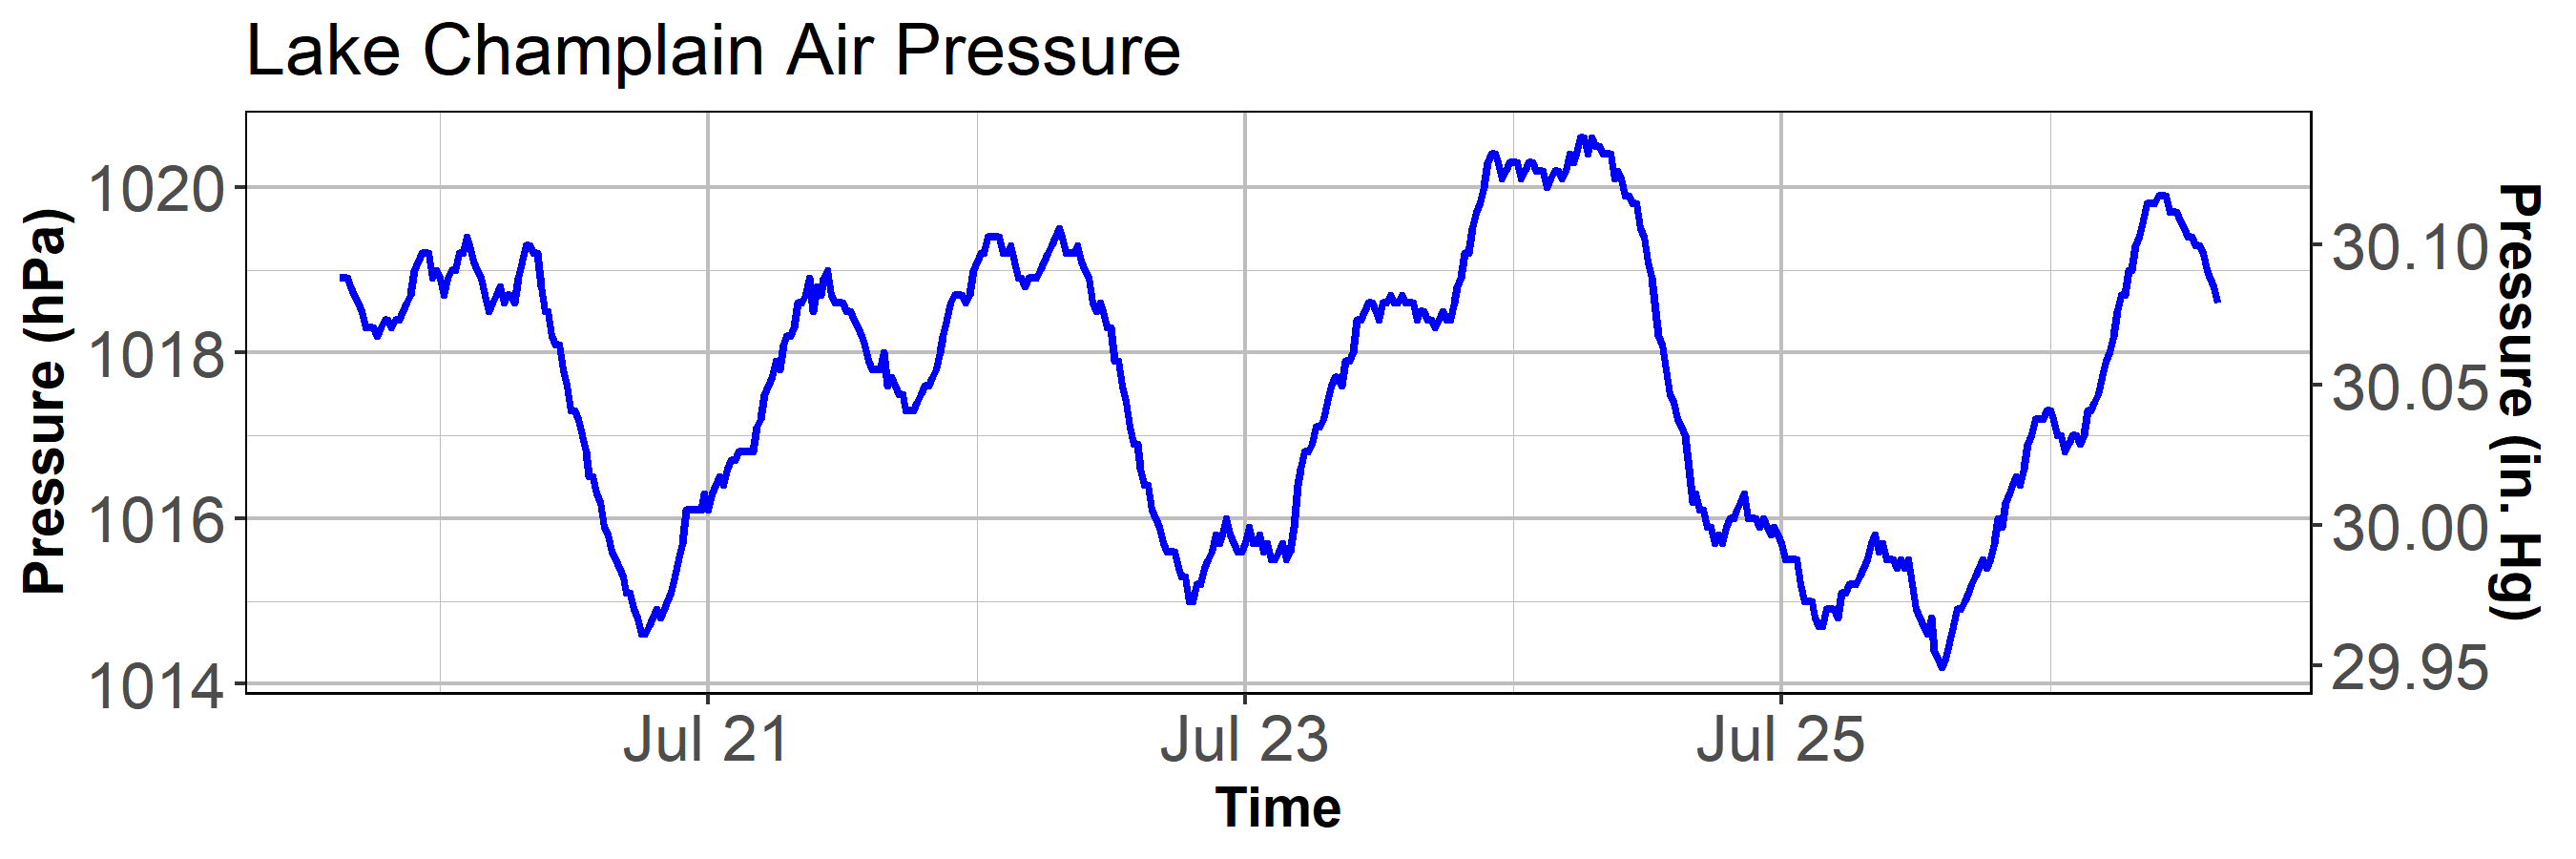 Lake Champlain Air Pressure
Pressure (hPa)
1020
1018
1016
1014
30.10
30.05
30.00
29.95
Pressure (in. Hg)
Jul 21
Jul 23
Jul 25
Time